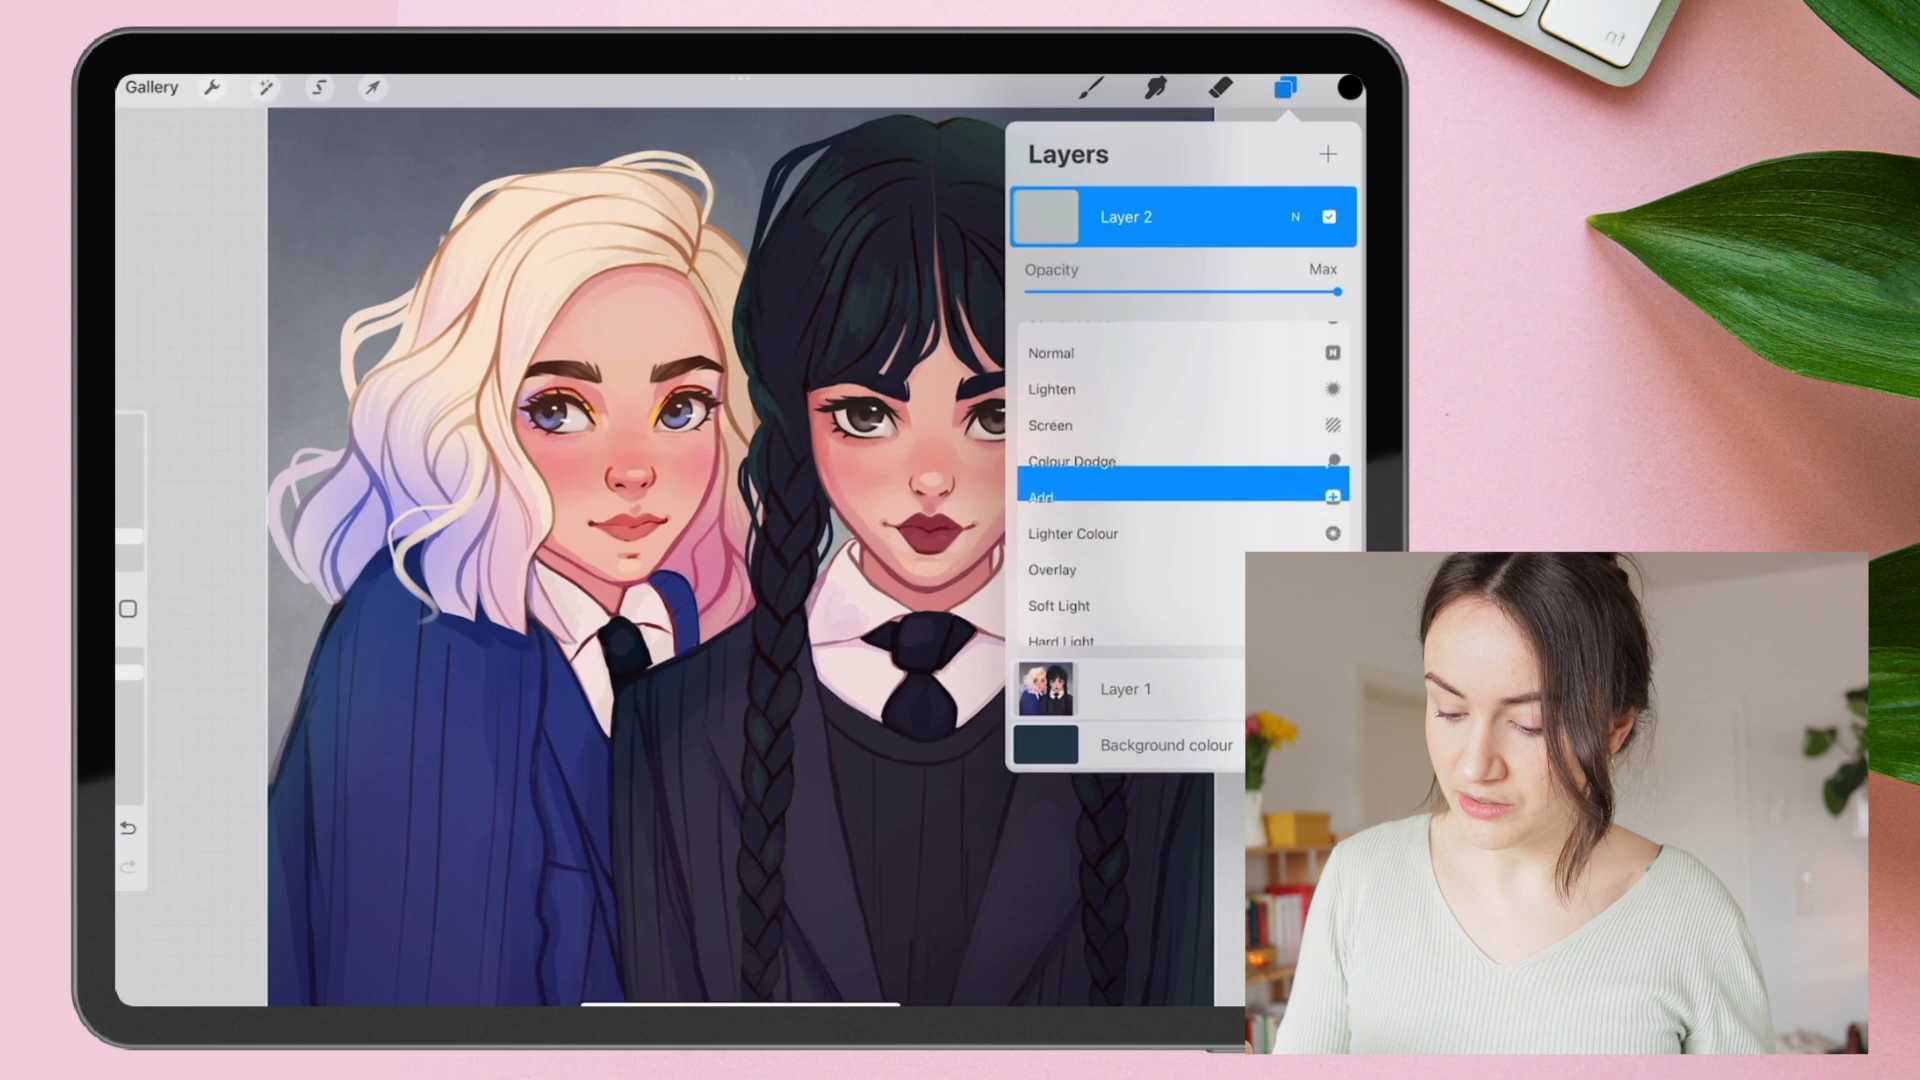 Gallery
Layers
Layer 2
N
Opacity
Max
Normal
N
Lighten
Screen
Colour Dodge
Add
Lighter Colour
Overlay
Soft Light
Hard Light
Layer 1
Background colour